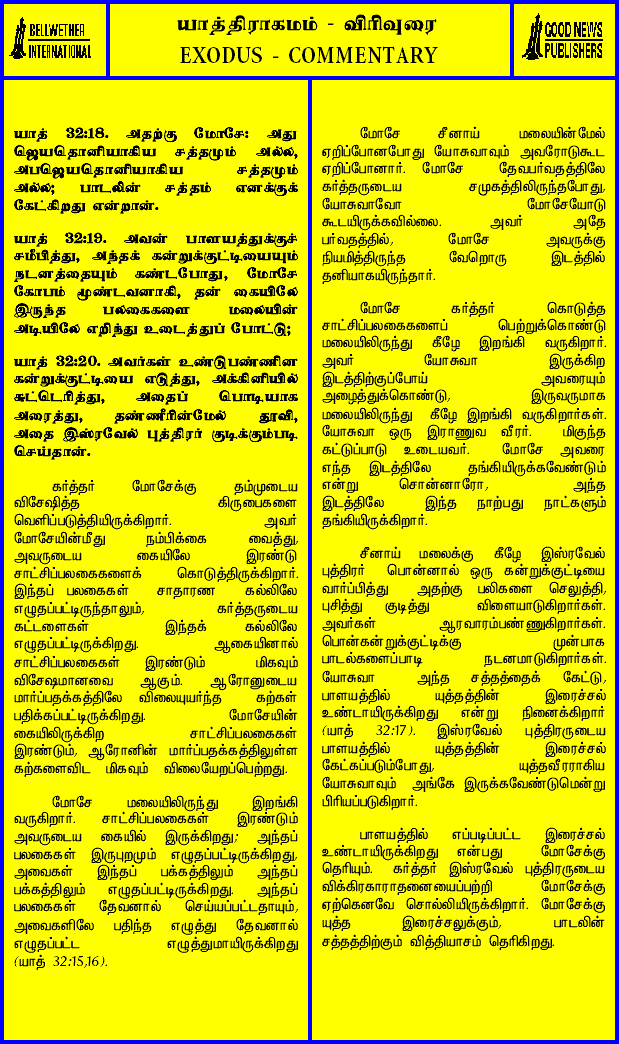 BELLWETHER
INTERNATIONAL
யாத்திராகமம் - விரிவுரை
EXODUS - COMMENTARY
GOOD NEWS
PUBLISHERS
யாத் 32:18. அதற்கு மோசே: அது
ஜெயதொனியாகிய சத்தமும் அல்ல,
அபஜெயதொனியாகிய சத்தமும்
அல்ல; பாடலின் சத்தம் எனக்குக்
கேட்கிறது என்றான்.
யாத் 32:19. அவன் பாளயத்துக்குச்
சமீபித்து, அந்தக் கன்றுக்குட்டியையும்
நடனத்தையும் கண்டபோது, மோசே
கோபம் மூண்டவனாகி, தன் கையிலே
இருந்த பலகைகளை மலையின்
அடியிலே எறிந்து உடைத்துப் போட்டு;
யாத் 32:20. அவர்கள் உண்டுபண்ணின
கன்றுக்குட்டியை எடுத்து, அக்கினியில்
சுட்டெரித்து, அதைப் பொடியாக
அரைத்து, தண்ணீரின்மேல் தூவி,
அதை இஸ்ரவேல் புத்திரர் குடிக்கும்படி
செய்தான்.
கர்த்தர் மோசேக்கு தம்முடைய
விசேஷித்த கிருபைகளை
வெளிப்படுத்தியிருக்கிறார். அவர்
மோசேயின்மீது நம்பிக்கை வைத்து,
அவருடைய கையிலே இரண்டு
சாட்சிப்பலகைகளைக் கொடுத்திருக்கிறார்.
இந்தப் பலகைகள் சாதாரண கல்லிலே
எழுதப்பட்டிருந்தாலும், கர்த்தருடைய
கட்டளைகள் இந்தக் கல்லிலே
எழுதப்பட்டிருக்கிறது. ஆகையினால்
சாட்சிப்பலகைகள் இரண்டும் மிகவும்
விசேஷமானவை ஆகும். ஆரோனுடைய
மார்ப்பதக்கத்திலே விலையுயர்ந்த கற்கள்
பதிக்கப்பட்டிருக்கிறது. மோசேயின்
கையிலிருக்கிற சாட்சிப்பலகைகள்
இரண்டும், ஆரோனின் மார்ப்பதக்கத்திலுள்ள
கற்களைவிட மிகவும் விலையேறப்பெற்றது.
மோசே மலையிலிருந்து இறங்கி
வருகிறார். சாட்சிப்பலகைகள் இரண்டும்
அவருடைய கையில் இருக்கிறது; அந்தப்
பலகைகள் இருபுறமும் எழுதப்பட்டிருக்கிறது,
அவைகள் இந்தப் பக்கத்திலும் அந்தப்
பக்கத்திலும் எழுதப்பட்டிருக்கிறது. அந்தப்
பலகைகள் தேவனால் செய்யப்பட்டதாயும்,
அவைகளிலே பதிந்த எழுத்து தேவனால்
எழுதப்பட்ட எழுத்துமாயிருக்கிறது
(யாத் 32:15,16).
மோசே சீனாய் மலையின்மேல்
ஏறிப்போனபோது யோசுவாவும் அவரோடுகூட
ஏறிப்போனார். மோசே தேவபர்வதத்திலே
கர்த்தருடைய சமுகத்திலிருந்தபோது,
யோசுவாவோ மோசேயோடு
கூடயிருக்கவில்லை. அவர் அதே
பர்வதத்தில், மோசே அவருக்கு
நியமித்திருந்த வேறொரு இடத்தில்
தனியாகயிருந்தார்.
மோசே கர்த்தர் கொடுத்த
சாட்சிப்பலகைகளைப் பெற்றுக்கொண்டு
மலையிலிருந்து கீழே இறங்கி வருகிறார்.
அவர் யோசுவா இருக்கிற
இடத்திற்குப்போய் அவரையும்
அழைத்துக்கொண்டு, இருவருமாக
மலையிலிருந்து கீழே இறங்கி வருகிறார்கள்.
யோசுவா ஒரு இராணுவ வீரர். மிகுந்த
கட்டுப்பாடு உடையவர். மோசே அவரை
எந்த இடத்திலே தங்கியிருக்கவேண்டும்
என்று சொன்னாரோ, அந்த
இடத்திலே இந்த நாற்பது நாட்களும்
தங்கியிருக்கிறார்.
சீனாய் மலைக்கு கீழே இஸ்ரவேல்
புத்திரர் பொன்னால் ஒரு கன்றுக்குட்டியை
வார்ப்பித்து அதற்கு பலிகளை செலுத்தி,
புசித்து குடித்து விளையாடுகிறார்கள்.
அவர்கள் ஆரவாரம்பண்ணுகிறார்கள்.
பொன்கன்றுக்குட்டிக்கு முன்பாக
பாடல்களைப்பாடி நடனமாடுகிறார்கள்.
யோசுவா அந்த சத்தத்தைக் கேட்டு,
பாளயத்தில் யுத்தத்தின் இரைச்சல்
உண்டாயிருக்கிறது என்று நினைக்கிறார்
(யாத் 32:17). இஸ்ரவேல் புத்திரருடைய
பாளயத்தில் யுத்தத்தின் இரைச்சல்
கேட்கப்படும்போது, யுத்தவீரராகிய
யோசுவாவும் அங்கே இருக்கவேண்டுமென்று
பிரியப்படுகிறார்.
பாளயத்தில் எப்படிப்பட்ட இரைச்சல்
உண்டாயிருக்கிறது என்பது மோசேக்கு
தெரியும். கர்த்தர் இஸ்ரவேல் புத்திரருடைய
விக்கிரகாராதனையைப்பற்றி மோசேக்கு
ஏற்கெனவே சொல்லியிருக்கிறார். மோசேக்கு
யுத்த இரைச்சலுக்கும், பாடலின்
சத்தத்திற்கும் வித்தியாசம் தெரிகிறது.